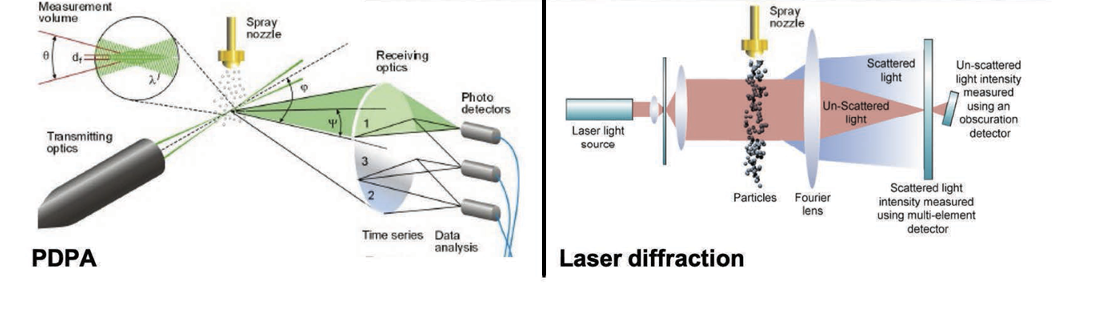 Measurement
volume
θ
df
λ
Spray
nozzle
Receiving
optics
φ
Photo
detectors
Ψ
1
Transmitting
optics
3
2
Time series
Data
analysis
PDPA
Spray
nozzle
Scattered
light
Un-scattered
light intensity
measured
using an
obscuration
detector
Un-Scattered
light
Laser light
source
Particles
Fourier
lens
Scattered light
intensity measured
using multi-element
detector
Laser diffraction